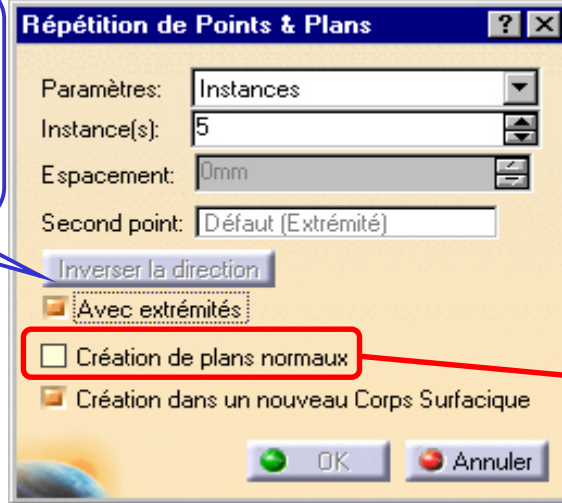 Répétition de Points & Plans
Paramètres: Instances
Instance(s): 5
Espacement: 0mm
Second point: Défaut (Extrémité)
Inverser la direction
Avec extrémités
Création de plans normaux
Création dans un nouveau Corps Surfacique
OK Annuler